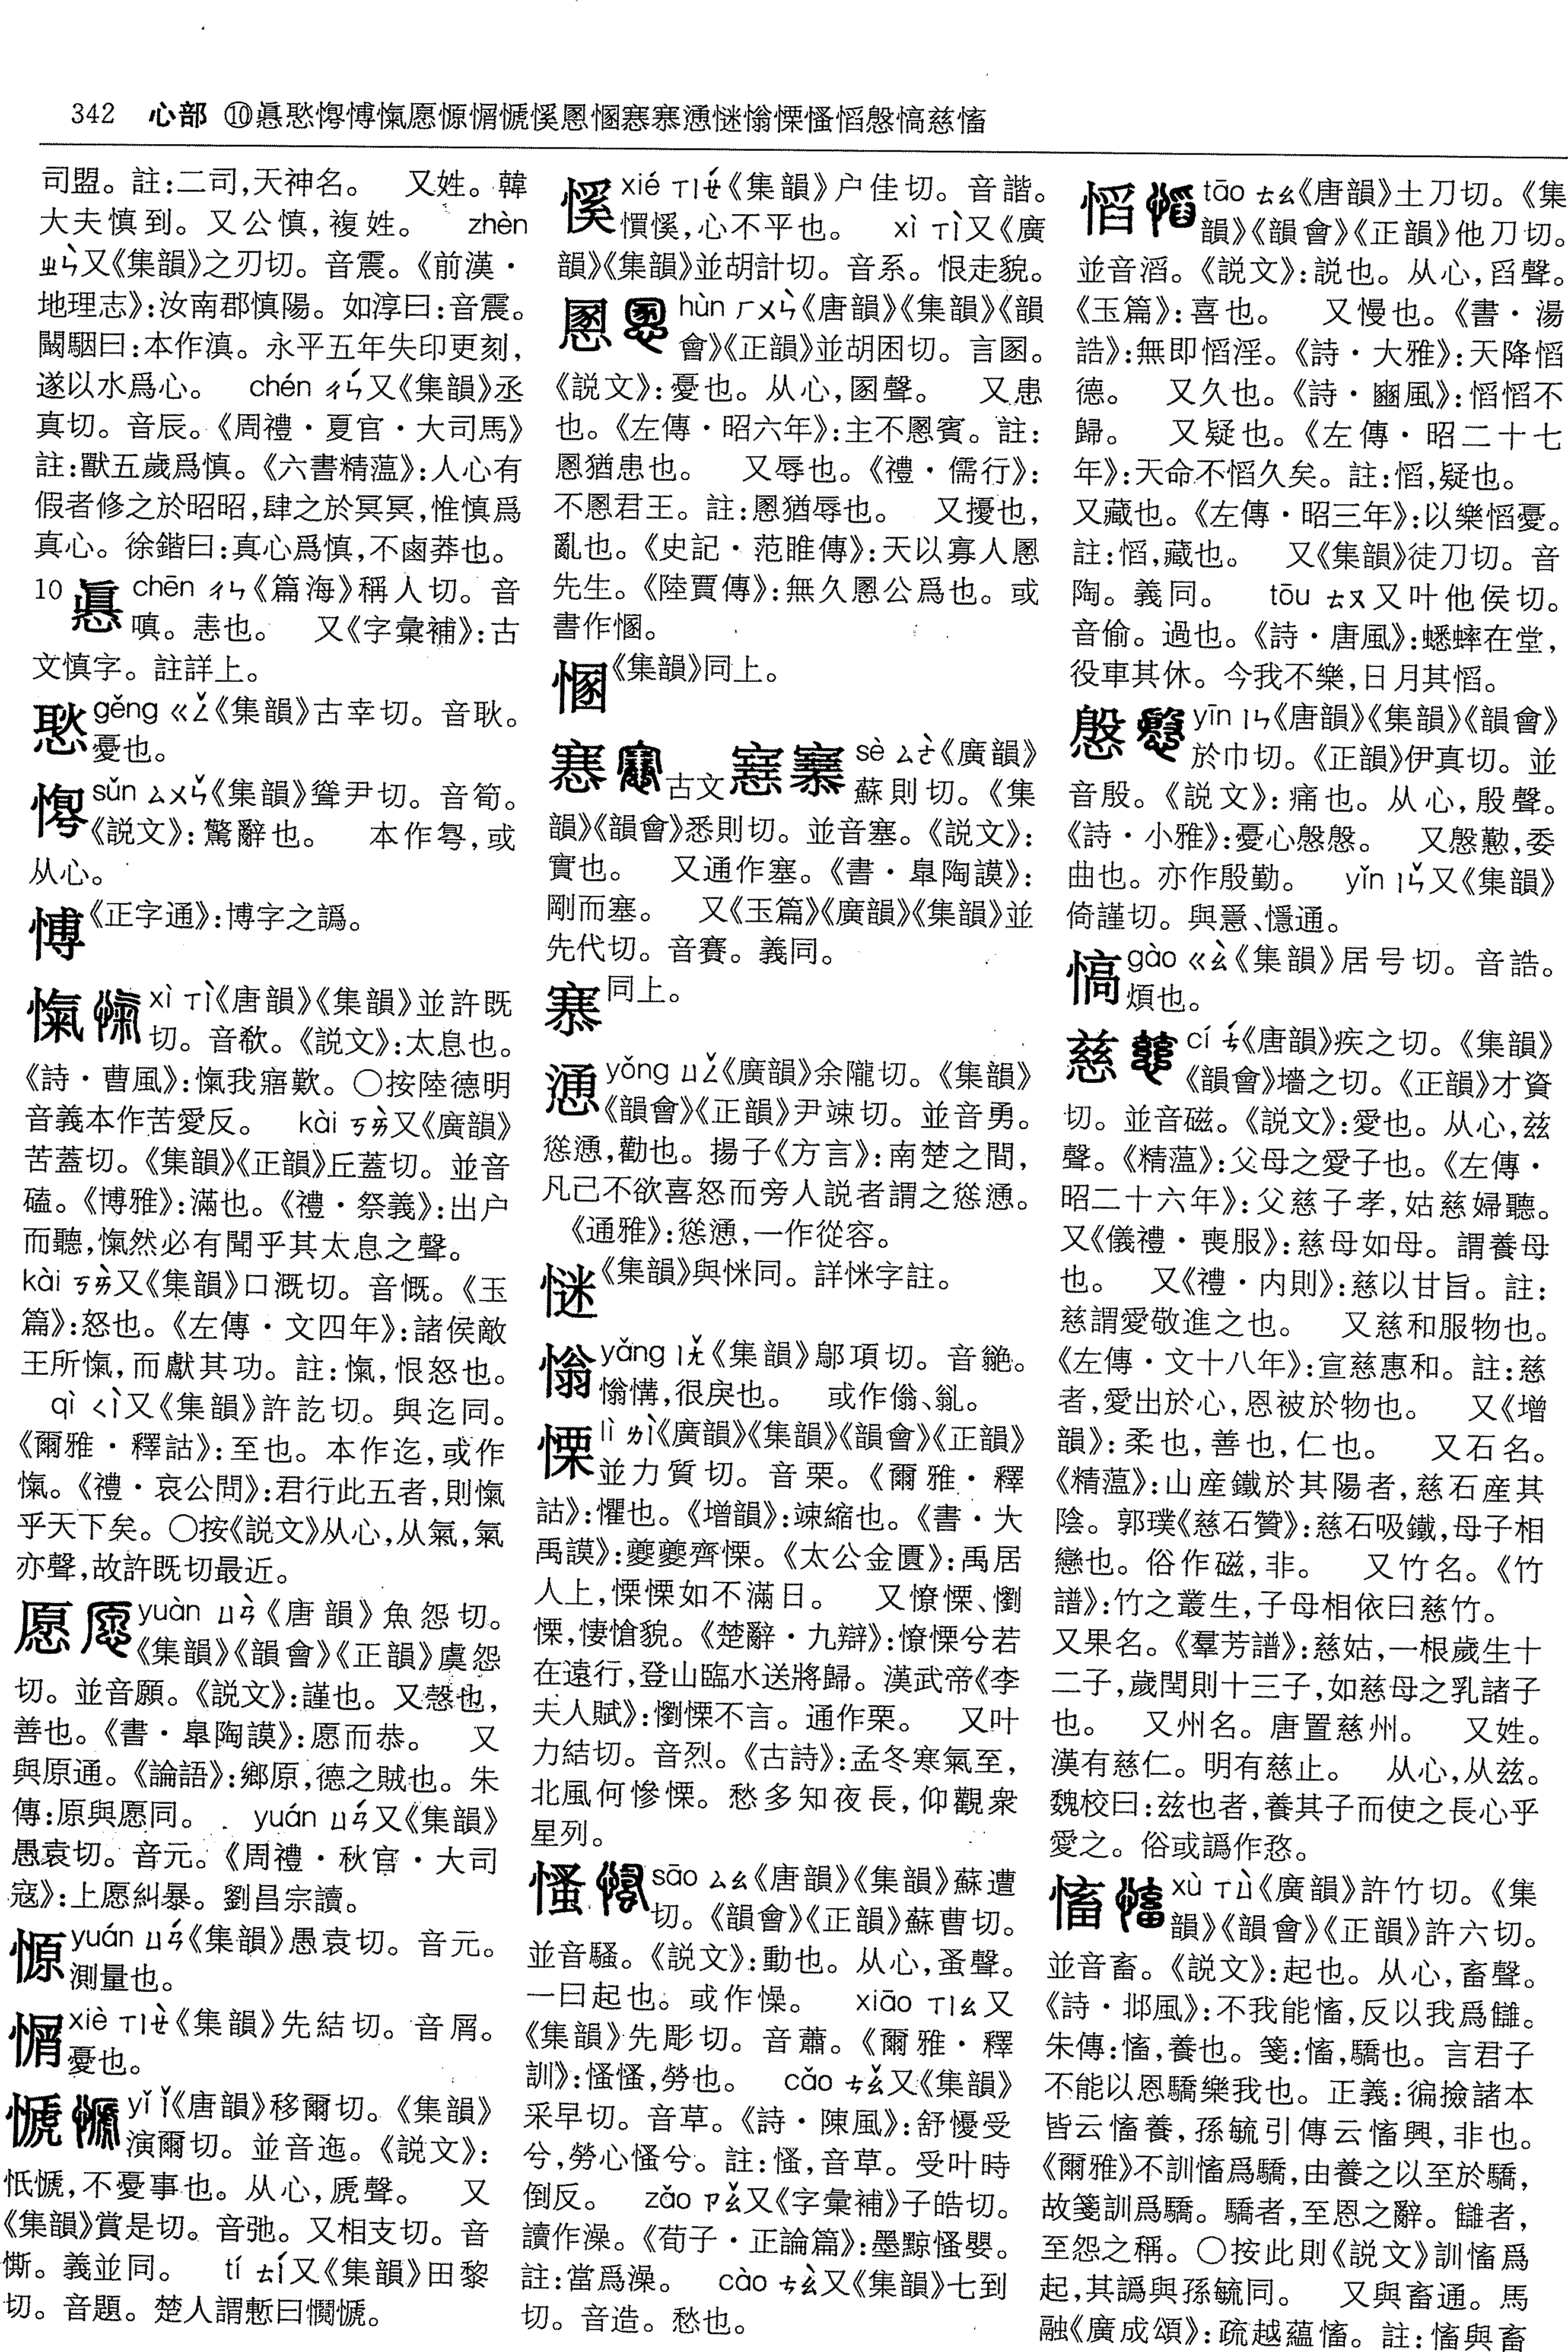 342 心部 ⑩愼慦愕愽愾愿愪㥒㥴慀慁㥵㥶㥷慂㥸㥹慄慅慆慇㥺慈慉
司盟。註:二司,天神名。 又姓。韓
大夫慎到。又公慎,複姓。 zhèn
ㄓㄣˋ又《集韻》之刃切。音震。《前漢·
地理志》:汝南郡慎陽。如淳曰:音震。
闞駰曰:本作滇。永平五年失印更刻,
遂以水爲心。 chén ㄔㄣˊ又《集韻》丞
真切。音辰。《周禮·夏官·大司馬》
註:獸五歲爲慎。《六書精薀》:人心有
假者修之於昭昭,肆之於冥冥,惟慎爲
真心。徐鍇曰:真心爲慎,不鹵莽也。
10 chēn ㄔㄣ《篇海》稱人切。音
嗔。恚也。 又《字彙補》:古
文慎字。註詳上。
gěng ㄍㄥˇ《集韻》古幸切。音耿。
憂也。
sǔn ㄙㄨㄣˇ《集韻》聳尹切。音筍。
《説文》:驚辭也。 本作,或
从心。
愽《正字通》:博字之譌。
愾 xì ㄒㄧˋ《唐韻》《集韻》並許既
切。音欷。《説文》:太息也。
《詩·曹風》:愾我寤歎。〇按陸德明
音義本作苦愛反。 kài ㄎㄞˋ又《廣韻》
苦蓋切。《集韻》《正韻》丘蓋切。並音
磕。《博雅》:滿也。《禮·祭義》:出户
而聽,愾然必有聞乎其太息之聲。
kài ㄎㄞˋ又《集韻》口溉切。音慨。《玉
篇》:怒也。《左傳·文四年》:諸侯敵
王所愾,而獻其功。註:愾,恨怒也。
qì ㄑㄧˋ又《集韻》許訖切。與迄同。
《爾雅·釋詁》:至也。本作迄,或作
愾。《禮·哀公問》:君行此五者,則愾
乎天下矣。〇按《説文》从心,从氣,氣
亦聲,故許既切最近。
愿 yuàn ㄩㄢˋ《唐韻》魚怨切。
《集韻》《韻會》《正韻》虞怨
切。並音願。《説文》:謹也。又愨也,
善也。《書·臯陶謨》:愿而恭。 又
與原通。《論語》:鄉原,德之賊也。朱
傳:原與愿同。 yuán ㄩㄢˊ又《集韻》
愚袁切。音元。《周禮·秋官·大司
寇》:上愿糾暴。劉昌宗讀。
yuán ㄩㄢˊ《集韻》愚袁切。音元。
測量也。
xiè ㄒㄧㄝˋ《集韻》先結切。音屑。
憂也。
yǐ ㄧˇ《唐韻》移爾切。《集韻》
演爾切。並音迤。《説文》:
忯㥴,不憂事也。从心,虒聲。 又
《集韻》賞是切。音弛。又相支切。音
㒋。義並同。 tí ㄊㄧˊ又《集韻》田黎
切。音題。楚人謂慙曰㦖㥴。
xié ㄒㄧㄝˊ《集韻》户佳切。音諧。
慣,心不平也。 xì ㄒㄧˋ又《廣
韻》《集韻》並胡計切。音系。恨走貌。
慁 hùn ㄏㄨㄣˋ《唐韻》《集韻》《韻
會》《正韻》並胡困切。言圂。
《説文》:憂也。从心,圂聲。 又患
也。《左傳·昭六年》:主不慁賓。註:
慁猶患也。 又辱也。《禮·儒行》:
不慁君王。註:慁猶辱也。 又擾也,
亂也。《史記·范雎傳》:天以寡人慁
先生。《陸賈傳》:無久慁公爲也。或
書作。
《集韻》同上。
古文 sè ㄙㄜˋ《廣韻》
蘇則切。《集
韻》《韻會》悉則切。並音塞。《説文》:
實也。 又通作塞。《書·臯陶謨》:
剛而塞。 又《玉篇》《廣韻》《集韻》並
先代切。音賽。義同。
同上。
慂 yǒng ㄩㄥˇ《廣韻》余隴切。《集韻》
《韻會》《正韻》尹竦切。並音勇。
慫慂,勸也。揚子《方言》:南楚之間,
凡己不欲喜怒而旁人説者謂之慫慂。
《通雅》:慫慂,一作從容。
《集韻》與怽同。詳怽字註。
yǎng ㄧㄤˇ《集韻》鄔項切。音㼜。
,很戾也。 或作傟、㺋。
慄 lì ㄌㄧˋ《廣韻》《集韻》《韻會》《正韻》
並力質切。音栗。《爾雅·釋
詁》:懼也。《增韻》:竦縮也。《書·大
禹謨》:夔夔齊慄。《太公金匱》:禹居
人上,慄慄如不滿日。 又憭慄、懰
慄,悽愴貌。《楚辭·九辯》:憭慄兮若
在遠行,登山臨水送將歸。漢武帝《李
夫人賦》:懰慄不言。通作栗。 又叶
力結切。音烈。《古詩》:孟冬寒氣至,
北風何慘慄。愁多知夜長,仰觀衆
星列。
慅 sāo ㄙㄠ《唐韻》《集韻》蘇遭
切。《韻會》《正韻》蘇曹切。
並音騷。《説文》:動也。从心,蚤聲。
一曰起也。或作懆。 xiāo ㄒㄧㄠ又
《集韻》先彫切。音蕭。《爾雅·釋
訓》:慅慅,勞也。 cǎo ㄘㄠˇ又《集韻》
采早切。音草。《詩·陳風》:舒懮受
兮,勞心慅兮。註:慅,音草。受叶時
倒反。 zǎo ㄗㄠˇ又《字彙補》子皓切。
讀作澡。《荀子·正論篇》:墨黥慅嬰。
註:當爲澡。 cào ㄘㄠˋ又《集韻》七到
切。音造。愁也。
慆 tāo ㄊㄠ《唐韻》土刀切。《集
韻》《韻會》《正韻》他刀切。
並音滔。《説文》:説也。从心,舀聲。
《玉篇》:喜也。 又慢也。《書·湯
誥》:無即慆淫。《詩·大雅》:天降慆
德。 又久也。《詩·豳風》:慆慆不
歸。 又疑也。《左傳·昭二十七
年》:天命不慆久矣。註:慆,疑也。
又藏也。《左傳·昭三年》:以樂慆憂。
註:慆,藏也。 又《集韻》徒刀切。音
陶。義同。 tōu ㄊㄡ又叶他侯切。
音偷。過也。《詩·唐風》:蟋蟀在堂,
役車其休。今我不樂,日月其慆。
慇 yīn ㄧㄣ《唐韻》《集韻》《韻會》
於巾切。《正韻》伊真切。並
音殷。《説文》:痛也。从心,殷聲。
《詩·小雅》:憂心慇慇。 又慇懃,委
曲也。亦作殷勤。 yǐn ㄧㄣˇ又《集韻》
倚謹切。與㥯、㒚通。
gào ㄍㄠˋ《集韻》居号切。音誥。
煩也。
慈 cí ㄘˊ《唐韻》疾之切。《集韻》
《韻會》墻之切。《正韻》才資
切。並音磁。《説文》:愛也。从心,兹
聲。《精薀》:父母之愛子也。《左傳·
昭二十六年》:父慈子孝,姑慈婦聽。
又《儀禮·喪服》:慈母如母。謂養母
也。 又《禮·内則》:慈以甘旨。註:
慈謂愛敬進之也。 又慈和服物也。
《左傳·文十八年》:宣慈惠和。註:慈
者,愛出於心,恩被於物也。 又《增
韻》:柔也,善也,仁也。 又石名。
《精薀》:山産鐵於其陽者,慈石産其
陰。郭璞《慈石贊》:慈石吸鐵,母子相
戀也。俗作磁,非。 又竹名。《竹
譜》:竹之叢生,子母相依曰慈竹。
又果名。《羣芳譜》:慈姑,一根歲生十
二子,歲閏則十三子,如慈母之乳諸子
也。 又州名。唐置慈州。 又姓。
漢有慈仁。明有慈止。 从心,从兹。
魏校曰:兹也者,養其子而使之長心乎
愛之。俗或譌作㤅。
慉 xù ㄒㄩˋ《廣韻》許竹切。《集
韻》《韻會》《正韻》許六切。
並音畜。《説文》:起也。从心,畜聲。
《詩·邶風》:不我能慉,反以我爲讎。
朱傳:慉,養也。箋:慉,驕也。言君子
不能以恩驕樂我也。正義:徧撿諸本
皆云慉養,孫毓引傳云慉興,非也。
《爾雅》不訓慉爲驕,由養之以至於驕,
故箋訓爲驕。驕者,至恩之辭。讎者,
至怨之稱。〇按此則《説文》訓慉爲
起,其譌與孫毓同。 又與畜通。馬
融《廣成頌》:疏越蕴慉。註:慉與畜